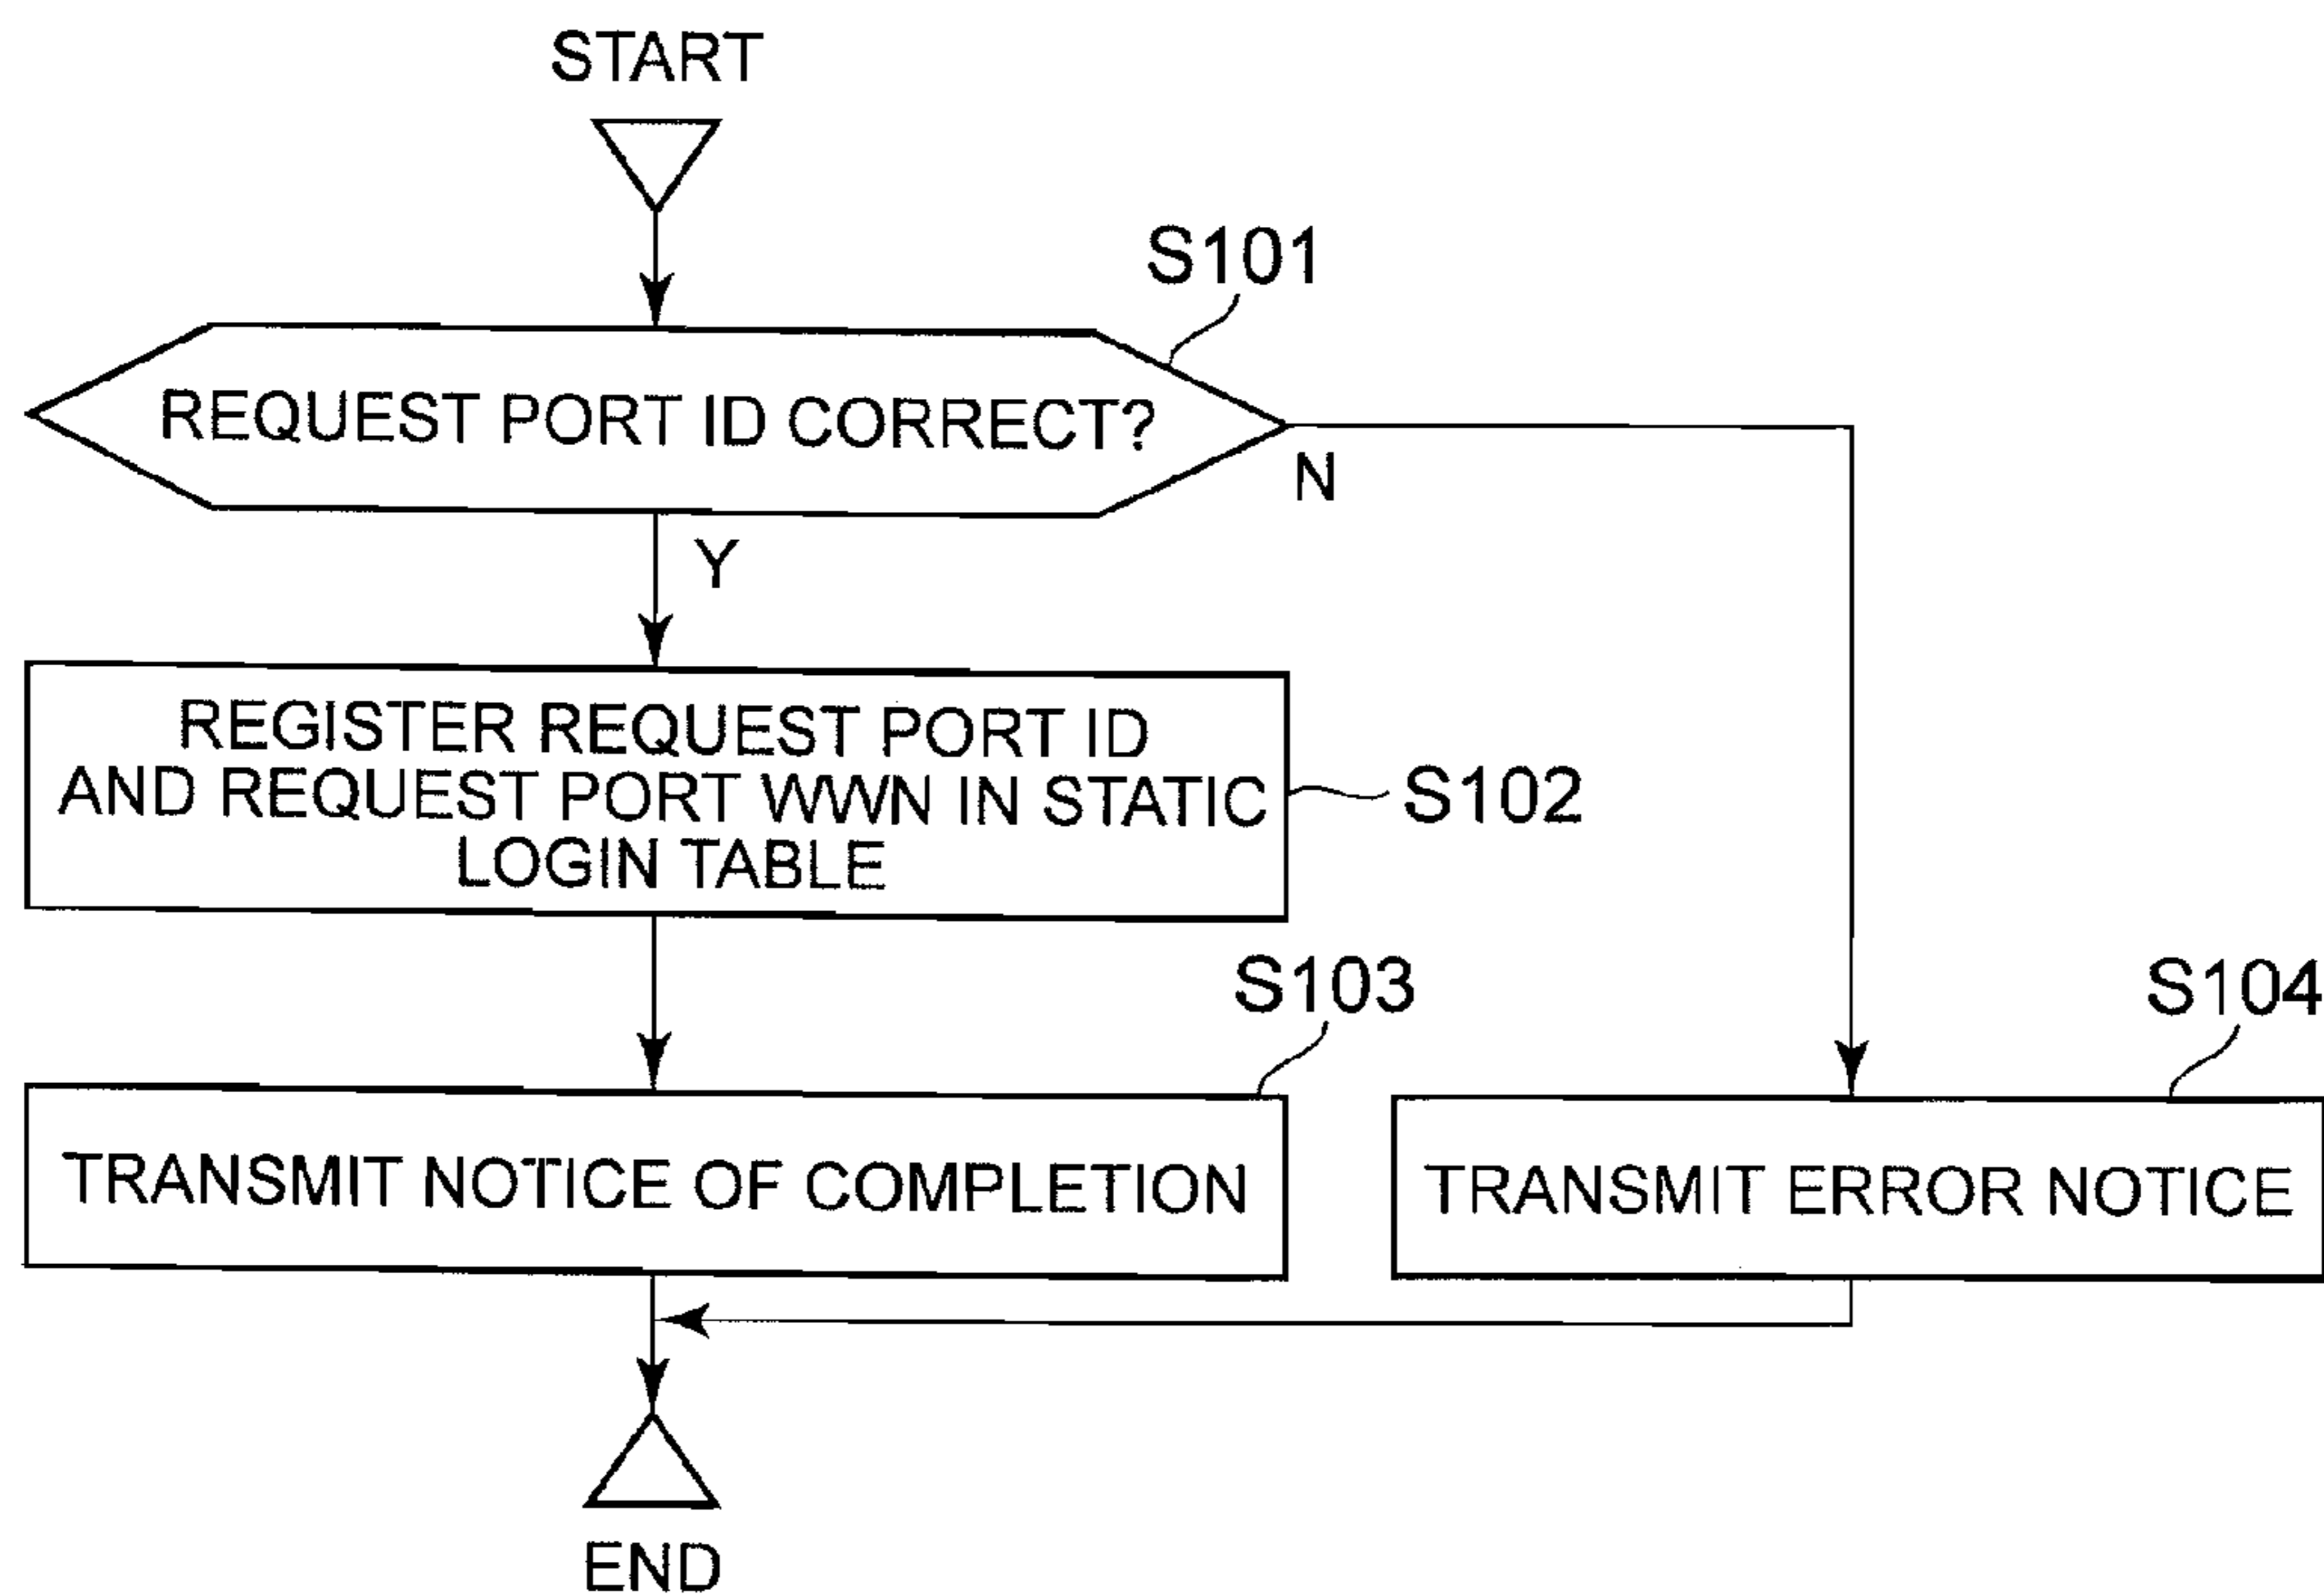 START
S101
REQUEST PORT ID CORRECT?
N
Y
REGISTER REQUEST PORT ID
AND REQUEST PORT WWN IN STATIC
LOGIN TABLE
S102
S103
S104
TRANSMIT NOTICE OF COMPLETION
TRANSMIT ERROR NOTICE
END